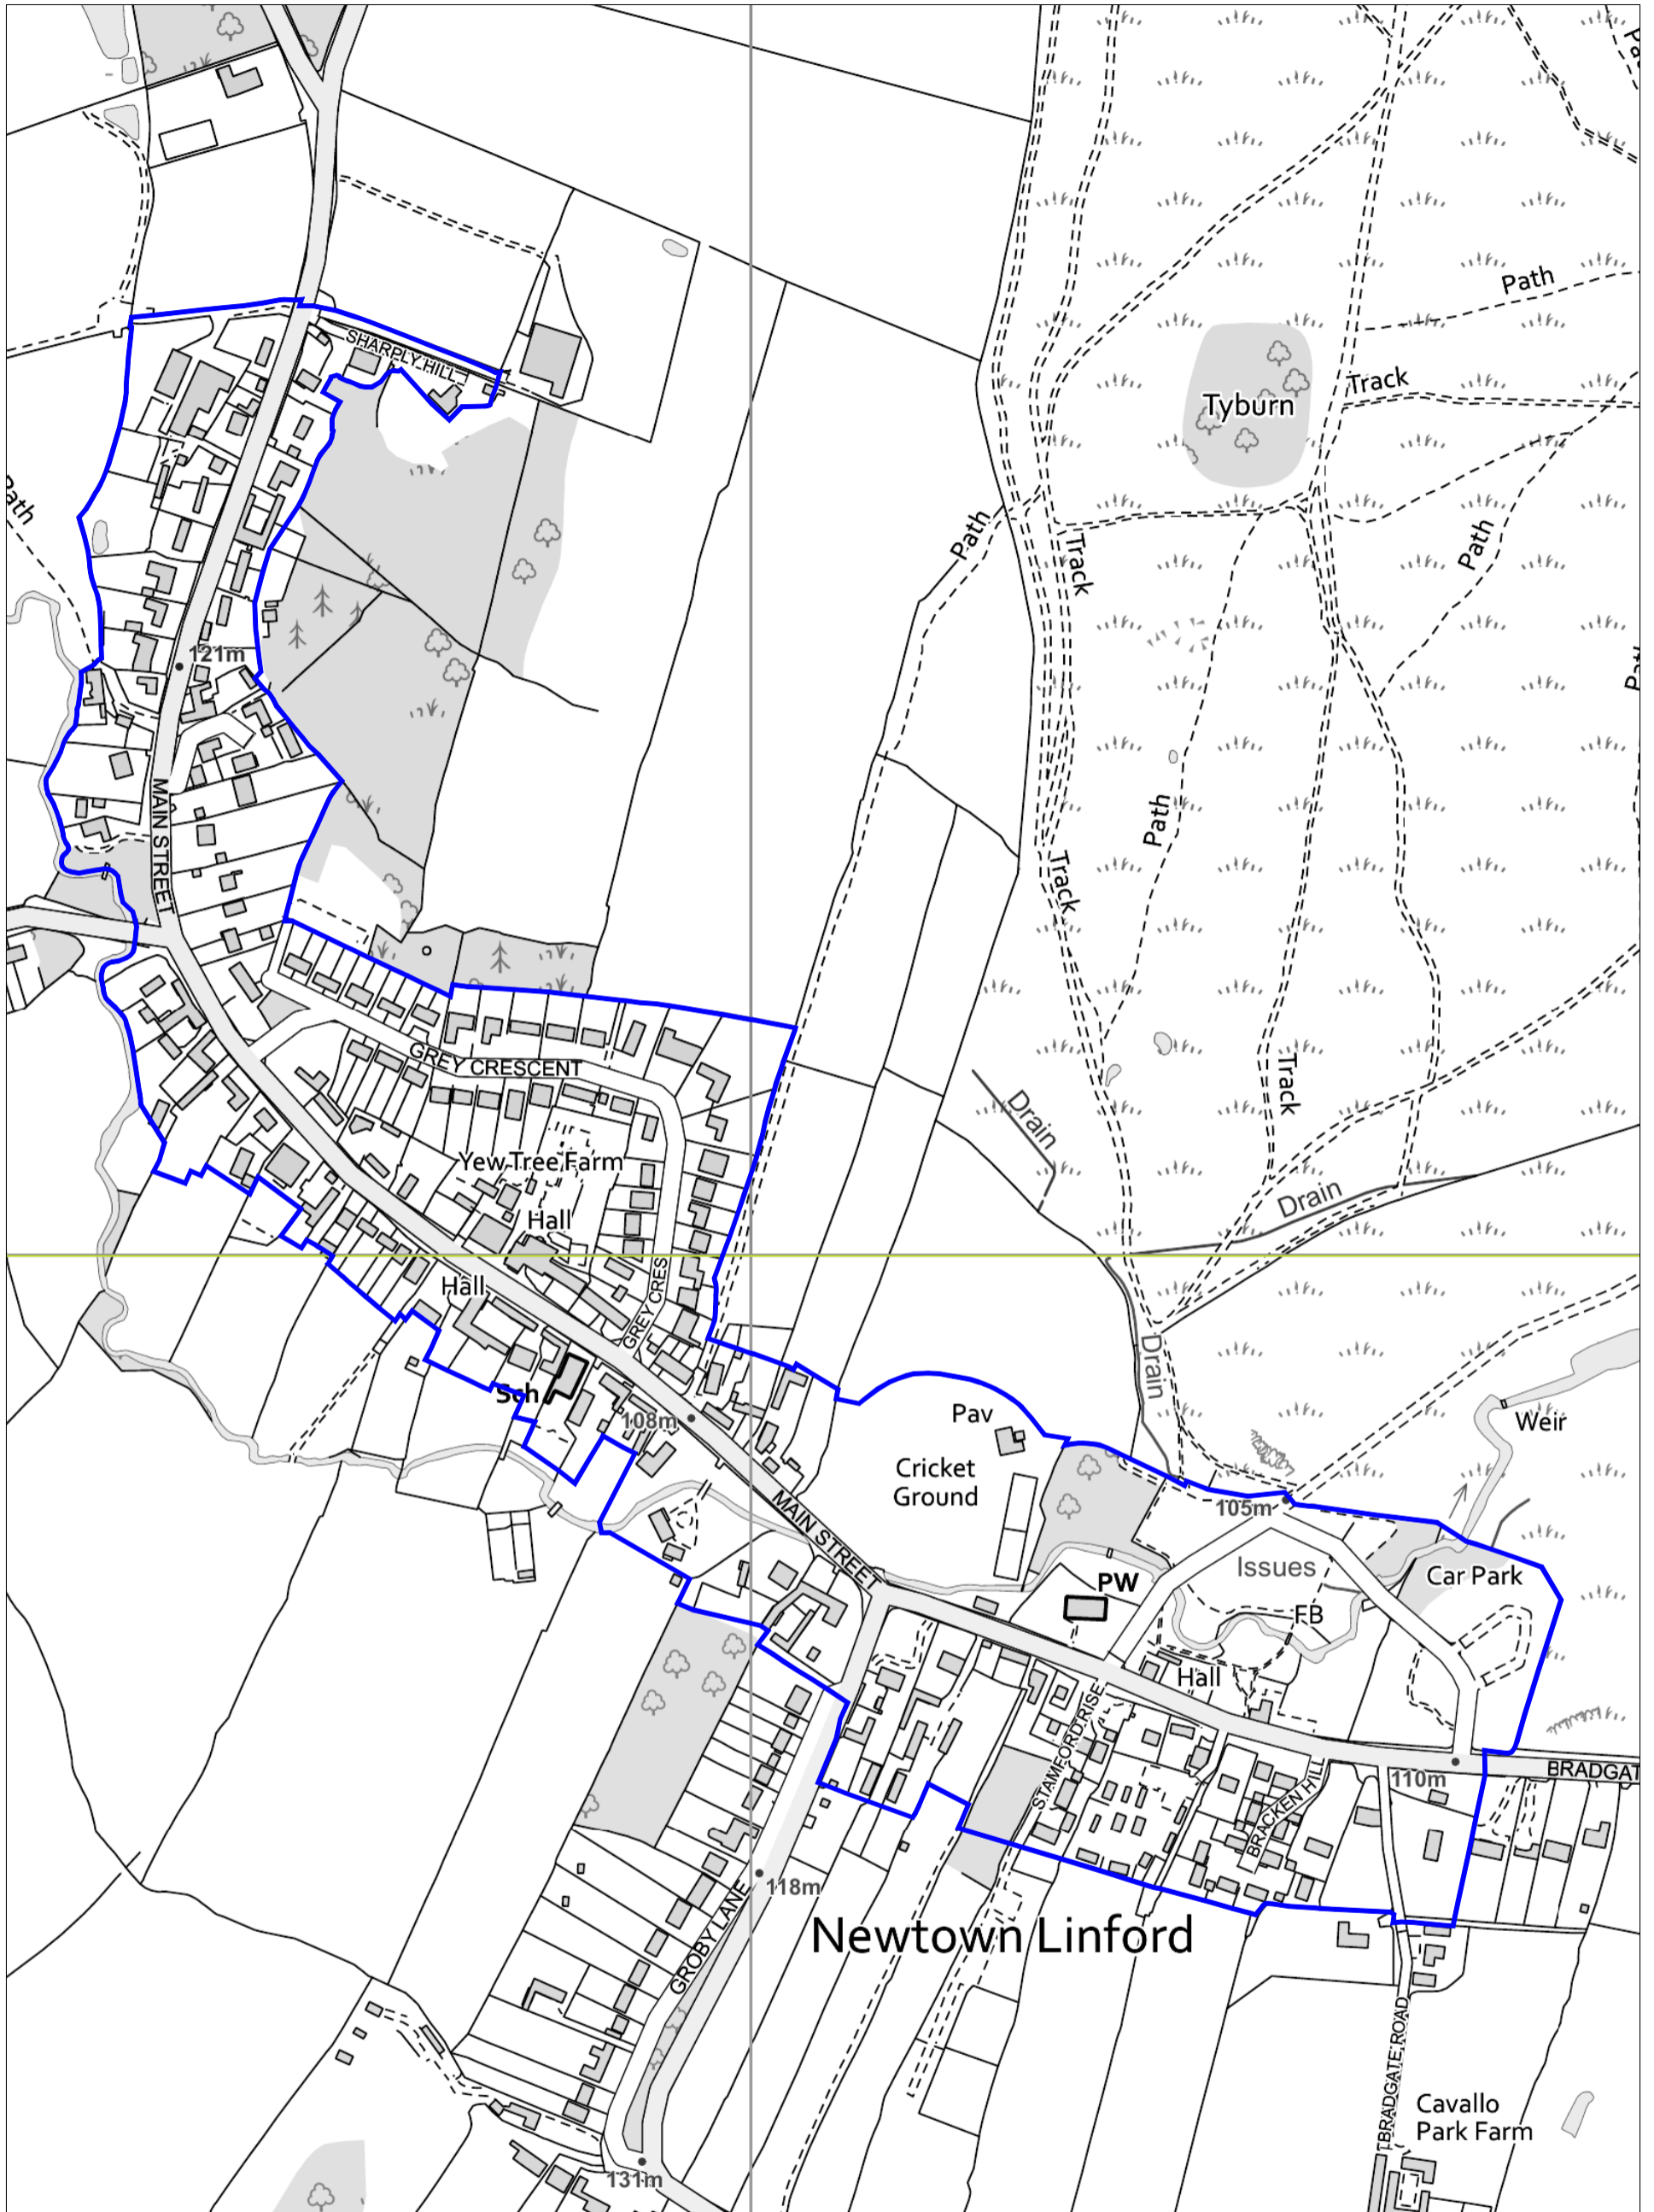 Path
SHARPLY HILL
Track
Tyburn
Path
Path
Path
Track
121m
Path
MAIN STREET
Track
GREY CRESCENT
Track
Drain
Yew Tree Farm
Drain
Hall
Hall
GREY CRES
Drain
Sch
108m
Pav
Weir
Cricket
Ground
MAIN STREET
105m
Issues
Car Park
PW
FB
Hall
STAMFORD RISE
BRACKEN HILL
110m
BRADGAT
118m
GROBY LANE
Newtown Linford
BRADGATE ROAD
Cavallo
Park Farm
131m